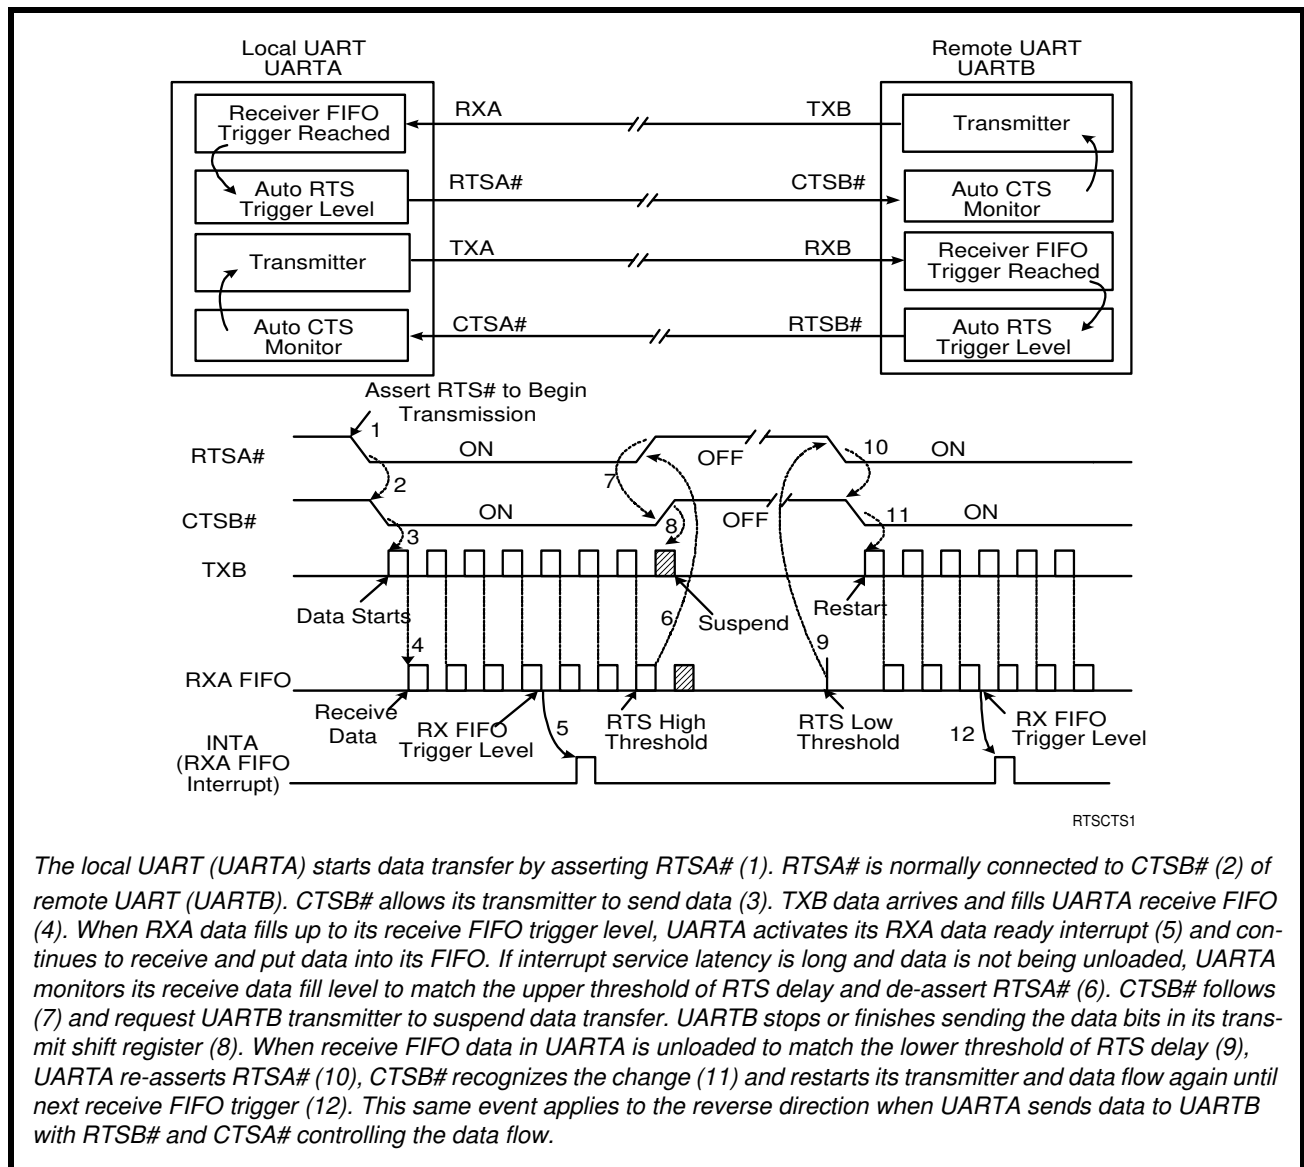 Local UART
UARTA
Remote UART
UARTB
Receiver FIFO
Trigger Reached
RXA
TXB
Transmitter
Auto RTS
Trigger Level
RTSA#
CTSB#
Auto CTS
Monitor
Transmitter
TXA
RXB
Receiver FIFO
Trigger Reached
Auto CTS
Monitor
CTSA#
RTSB#
Auto RTS
Trigger Level
Assert RTS# to Begin
Transmission
1
RTSA#
ON
OFF
10
ON
2
7
CTSB#
ON
8
OFF
11
ON
3
TXB
Data Starts
6
Suspend
Restart
4
9
RXA FIFO
Receive
Data
RX FIFO
Trigger Level
5
RTS High
Threshold
RTS Low
Threshold
12
RX FIFO
Trigger Level
INTA
(RXA FIFO
Interrupt)
RTSCTS1
The local UART (UARTA) starts data transfer by asserting RTSA# (1). RTSA# is normally connected to CTSB# (2) of
remote UART (UARTB). CTSB# allows its transmitter to send data (3). TXB data arrives and fills UARTA receive FIFO
(4). When RXA data fills up to its receive FIFO trigger level, UARTA activates its RXA data ready interrupt (5) and con-
tinues to receive and put data into its FIFO. If interrupt service latency is long and data is not being unloaded, UARTA
monitors its receive data fill level to match the upper threshold of RTS delay and de-assert RTSA# (6). CTSB# follows
(7) and request UARTB transmitter to suspend data transfer. UARTB stops or finishes sending the data bits in its trans-
mit shift register (8). When receive FIFO data in UARTA is unloaded to match the lower threshold of RTS delay (9),
UARTA re-asserts RTSA# (10), CTSB# recognizes the change (11) and restarts its transmitter and data flow again until
next receive FIFO trigger (12). This same event applies to the reverse direction when UARTA sends data to UARTB
with RTSB# and CTSA# controlling the data flow.